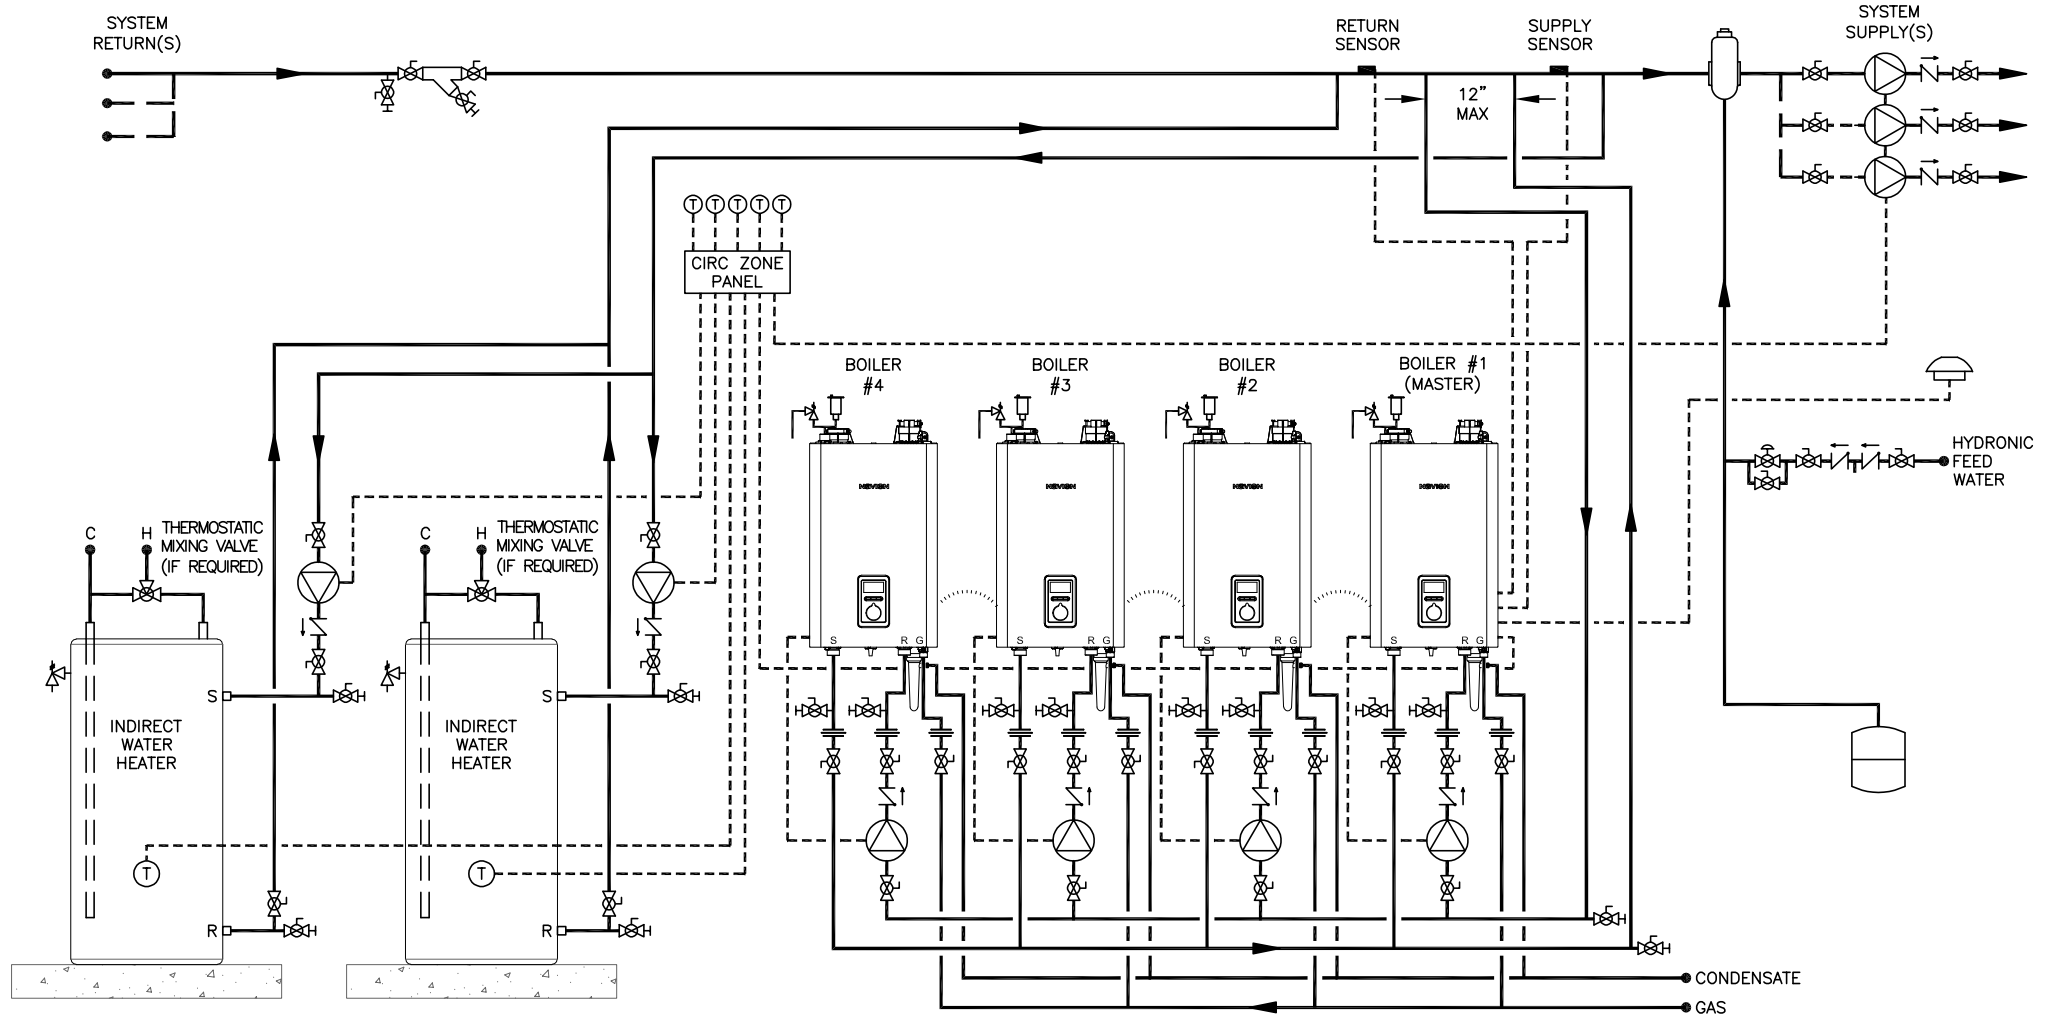 SYSTEM
RETURN(S)
RETURN
SENSOR
SUPPLY
SENSOR
SYSTEM
SUPPLY(S)
12"
MAX
T T T T T
CIRC ZONE
PANEL
BOILER
#4
BOILER
#3
BOILER
#2
BOILER #1
(MASTER)
HYDRONIC
FEED
WATER
C H THERMOSTATIC
MIXING VALVE
(IF REQUIRED)
C H THERMOSTATIC
MIXING VALVE
(IF REQUIRED)
S R G
S R G
S R G
S R G
S
INDIRECT
WATER
HEATER
T
R
S
INDIRECT
WATER
HEATER
T
R
CONDENSATE
GAS